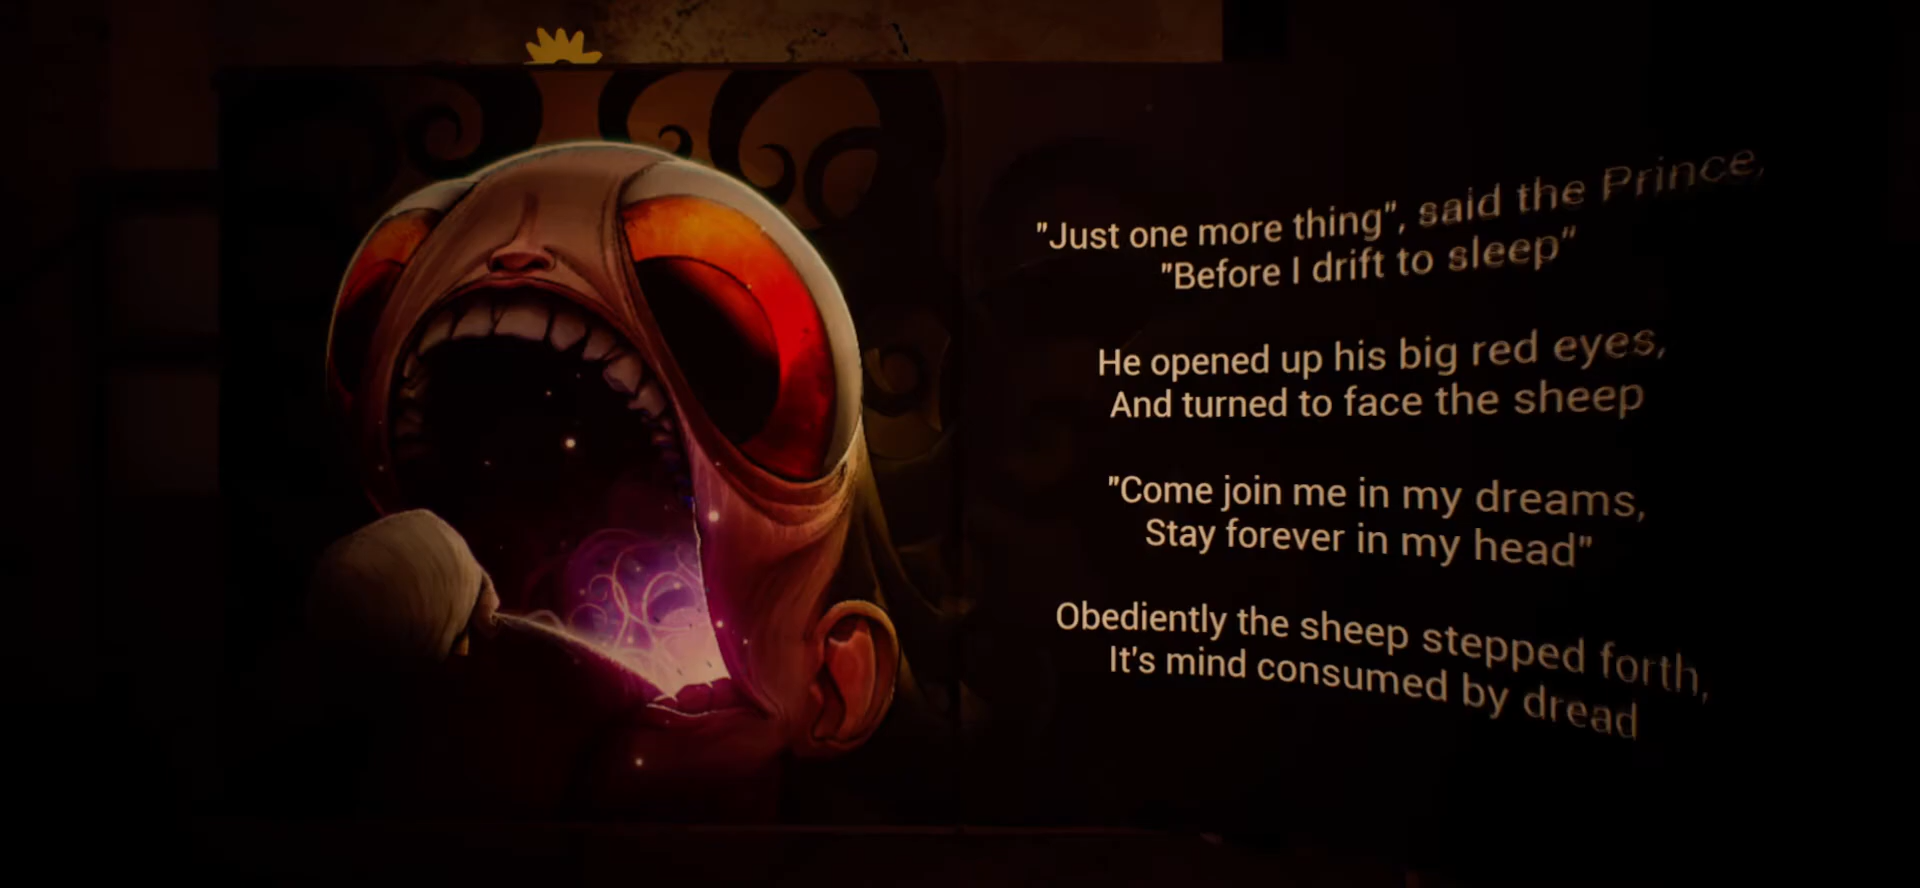 "Just one more thing", said the Prince,
"Before I drift to sleep"
He opened up his big red eyes,
And turned to face the sheep
"Come join me in my dreams,
Stay forever in my head"
Obediently the sheep stepped forth,
It's mind consumed by dread